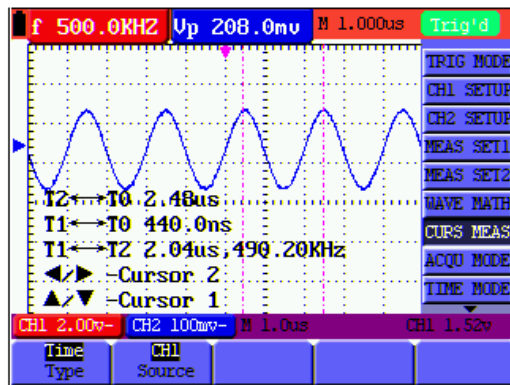 f 500.0KHZ Vp 208.0mv M 1.000us Trig'd
TRIG MODE
CH1 SETUP
CH2 SETUP
MEAS SET1
MEAS SET2
WAVE MATH
CURS MEAS
ACQU MODE
TIME MODE
T2←→T0 2.48us
T1←→T0 440.0ns
T1←→T2 2.04us,490.20KHz
◀/▶ -Cursor 2
▲/▼ -Cursor 1
CH1 2.00v- CH2 100mv- M 1.0us CH1 1.52v
Time
Type
CH1
Source